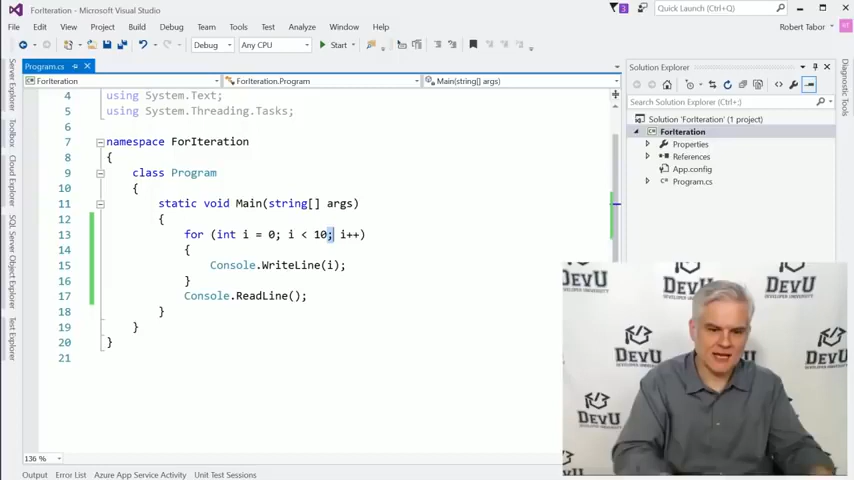 ForIteration - Microsoft Visual Studio
3
Quick Launch (Ctrl+Q)
File Edit View Project Build Debug Team Tools Test Analyze Window Help
Robert Tabor
RT
Debug Any CPU Start
Server Explorer
Toolbox
Cloud Explorer
SQL Server Object Explorer
Test Explorer
Program.cs
ForIteration ForIteration.Program Main(string[] args)
4 using System.Text;
5 using System.Threading.Tasks;
6
7 namespace ForIteration
8 {
9 class Program
10 {
11 static void Main(string[] args)
12 {
13 for (int i = 0; i < 10; i++)
14 {
15 Console.WriteLine(i);
16 }
17 Console.ReadLine();
18 }
19 }
20 }
21
136 %
Output Error List Azure App Service Activity Unit Test Sessions
Solution Explorer
Search Solution Explorer (Ctrl+;)
Solution 'ForIteration' (1 project)
ForIteration
Properties
References
App.config
Program.cs
Diagnostic Tools
DEVU
DEVELOPER UNIVERSITY
DEVU
DEVU
DEVU